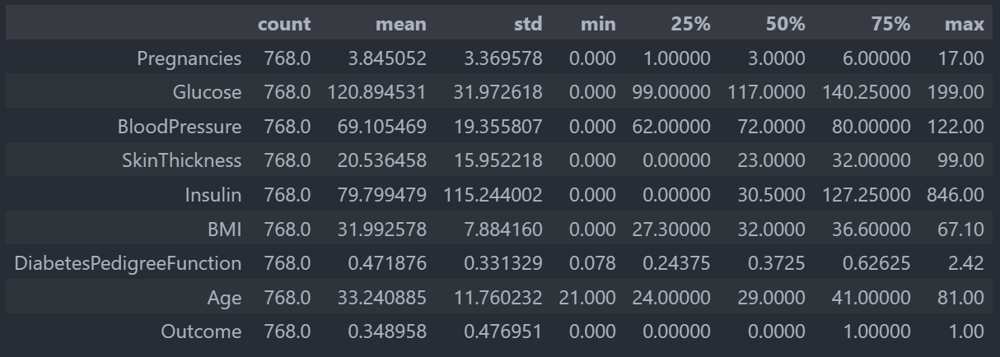 count mean std min 25% 50% 75% max
Pregnancies 768.0 3.845052 3.369578 0.000 1.00000 3.0000 6.00000 17.00
Glucose 768.0 120.894531 31.972618 0.000 99.00000 117.0000 140.25000 199.00
BloodPressure 768.0 69.105469 19.355807 0.000 62.00000 72.0000 80.00000 122.00
SkinThickness 768.0 20.536458 15.952218 0.000 0.00000 23.0000 32.00000 99.00
Insulin 768.0 79.799479 115.244002 0.000 0.00000 30.5000 127.25000 846.00
BMI 768.0 31.992578 7.884160 0.000 27.30000 32.0000 36.60000 67.10
DiabetesPedigreeFunction 768.0 0.471876 0.331329 0.078 0.24375 0.3725 0.62625 2.42
Age 768.0 33.240885 11.760232 21.000 24.00000 29.0000 41.00000 81.00
Outcome 768.0 0.348958 0.476951 0.000 0.00000 0.0000 1.00000 1.00